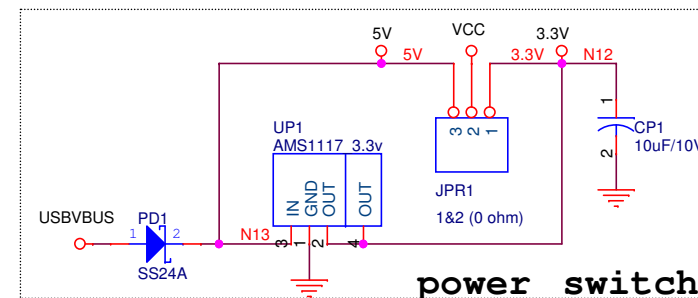 5V VCC 3.3V
5V 3.3V N12
1
UP1
AMS1117 3.3v
3 2 1
CP1
2 10uF/10V
IN GND OUT OUT
JPR1
1&2 (0 ohm)
USBVBUS PD1
1 2 N13 3 1 2 4
SS24A
power switch